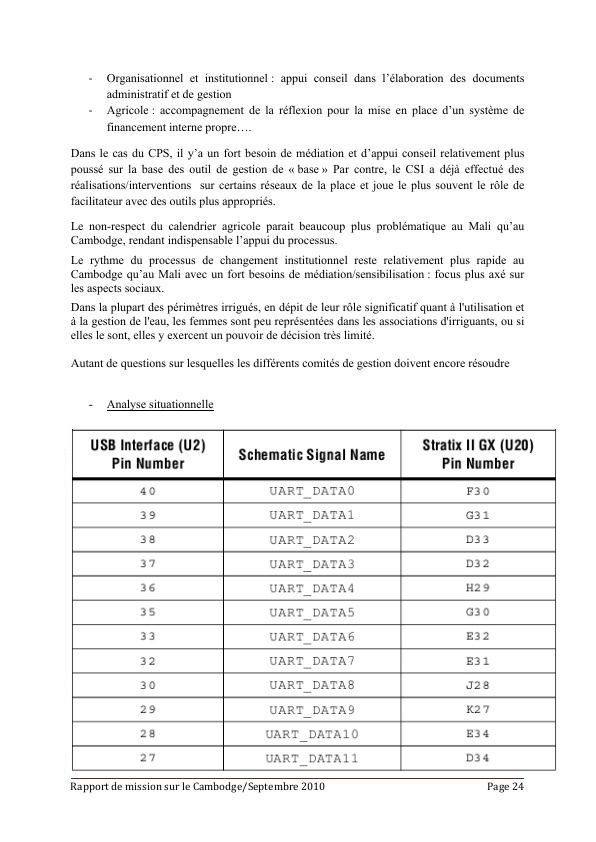 - Organisationnel et institutionnel : appui conseil dans l’élaboration des documents
administratif et de gestion
- Agricole : accompagnement de la réflexion pour la mise en place d’un système de
financement interne propre….
Dans le cas du CPS, il y’a un fort besoin de médiation et d’appui conseil relativement plus
poussé sur la base des outil de gestion de « base » Par contre, le CSI a déjà effectué des
réalisations/interventions sur certains réseaux de la place et joue le plus souvent le rôle de
facilitateur avec des outils plus appropriés.
Le non-respect du calendrier agricole parait beaucoup plus problématique au Mali qu’au
Cambodge, rendant indispensable l’appui du processus.
Le rythme du processus de changement institutionnel reste relativement plus rapide au
Cambodge qu’au Mali avec un fort besoins de médiation/sensibilisation : focus plus axé sur
les aspects sociaux.
Dans la plupart des périmètres irrigués, en dépit de leur rôle significatif quant à l'utilisation et
à la gestion de l'eau, les femmes sont peu représentées dans les associations d'irriguants, ou si
elles le sont, elles y exercent un pouvoir de décision très limité.
Autant de questions sur lesquelles les différents comités de gestion doivent encore résoudre
- Analyse situationnelle
USB Interface (U2) Pin Number Schematic Signal Name Stratix II GX (U20) Pin Number
40 UART_DATA0 F30
39 UART_DATA1 G31
38 UART_DATA2 D33
37 UART_DATA3 D32
36 UART_DATA4 H29
35 UART_DATA5 G30
33 UART_DATA6 E32
32 UART_DATA7 E31
30 UART_DATA8 J28
29 UART_DATA9 K27
28 UART_DATA10 E34
27 UART_DATA11 D34
Rapport de mission sur le Cambodge/Septembre 2010 Page 24